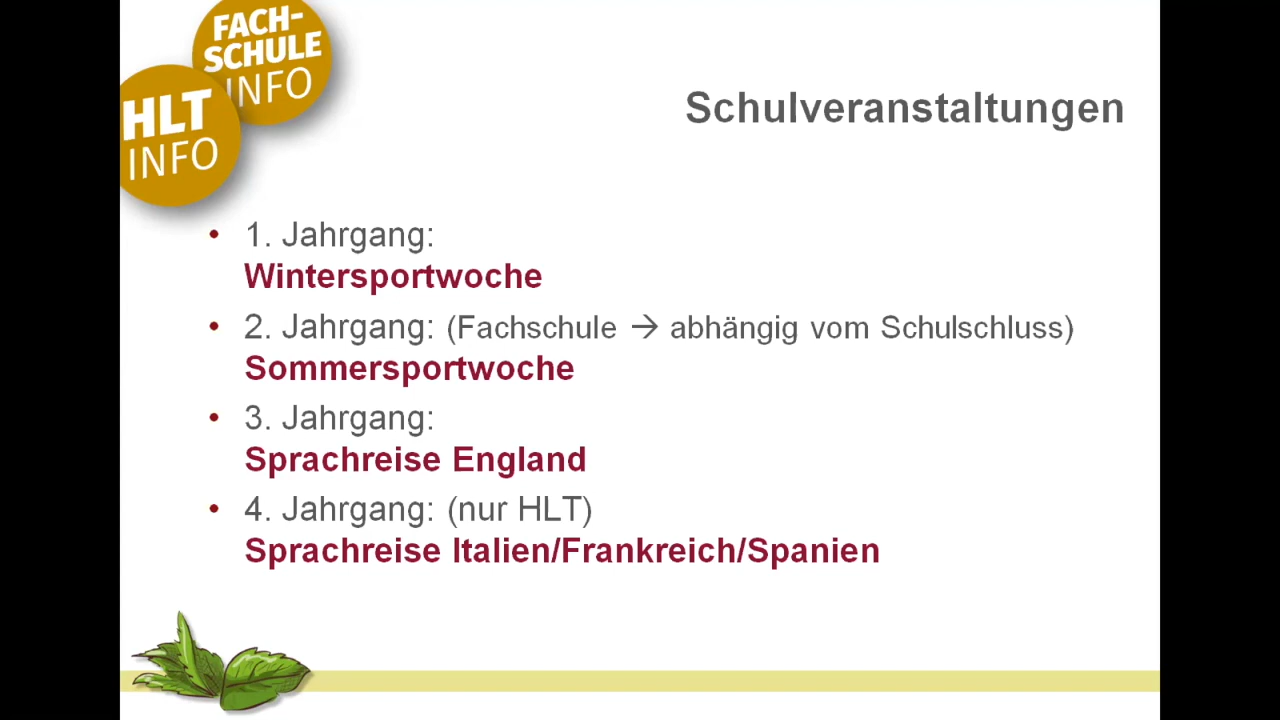 FACH-
SCHULE
INFO
HLT
INFO
Schulveranstaltungen
• 1. Jahrgang:
Wintersportwoche
• 2. Jahrgang: (Fachschule → abhängig vom Schulschluss)
Sommersportwoche
• 3. Jahrgang:
Sprachreise England
• 4. Jahrgang: (nur HLT)
Sprachreise Italien/Frankreich/Spanien